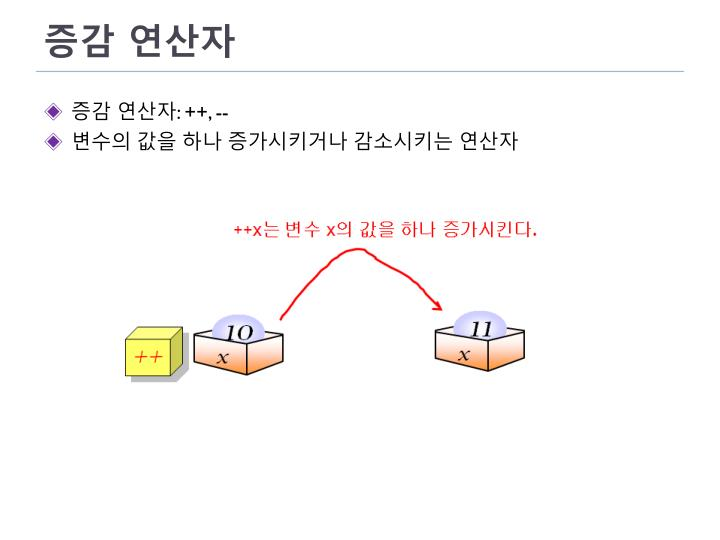 증감 연산자
증감 연산자: ++, --
변수의 값을 하나 증가시키거나 감소시키는 연산자
++x는 변수 x의 값을 하나 증가시킨다.
10
11
++
x
x